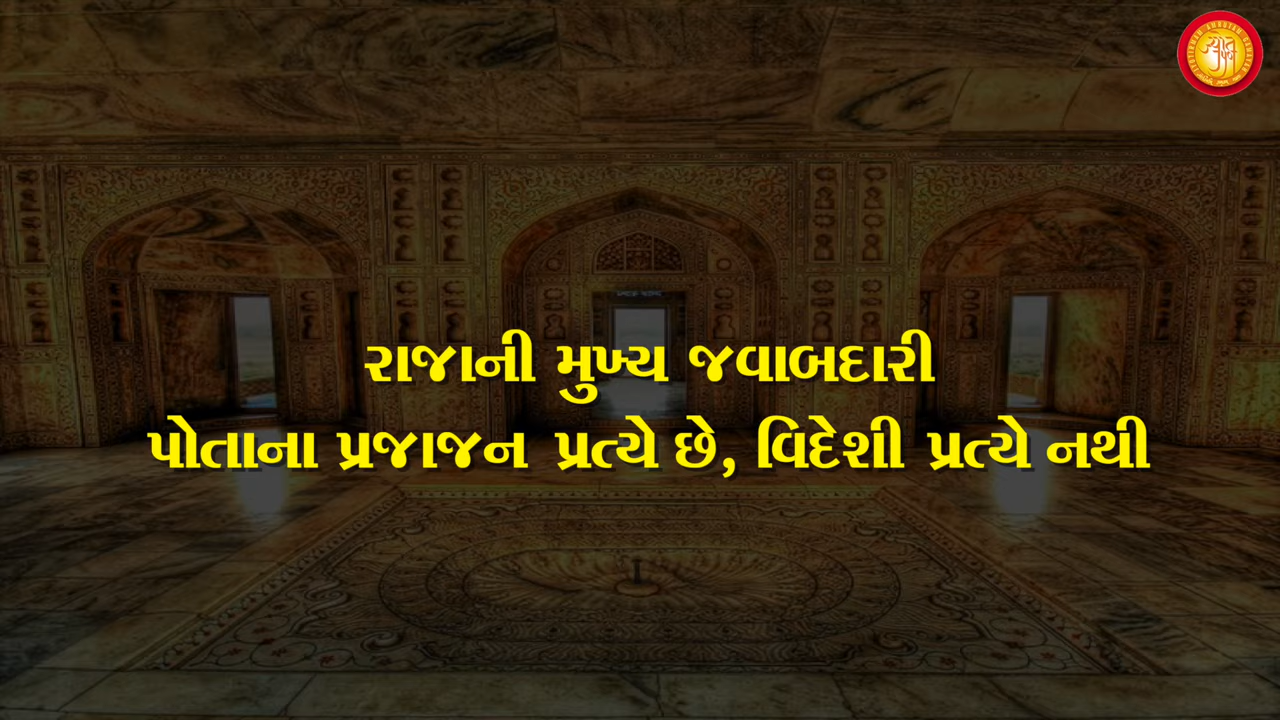 રાજાની મુખ્ય જવાબદારી
પોતાના પ્રજાજન પ્રત્યે છે, વિદેશી પ્રત્યે નથી